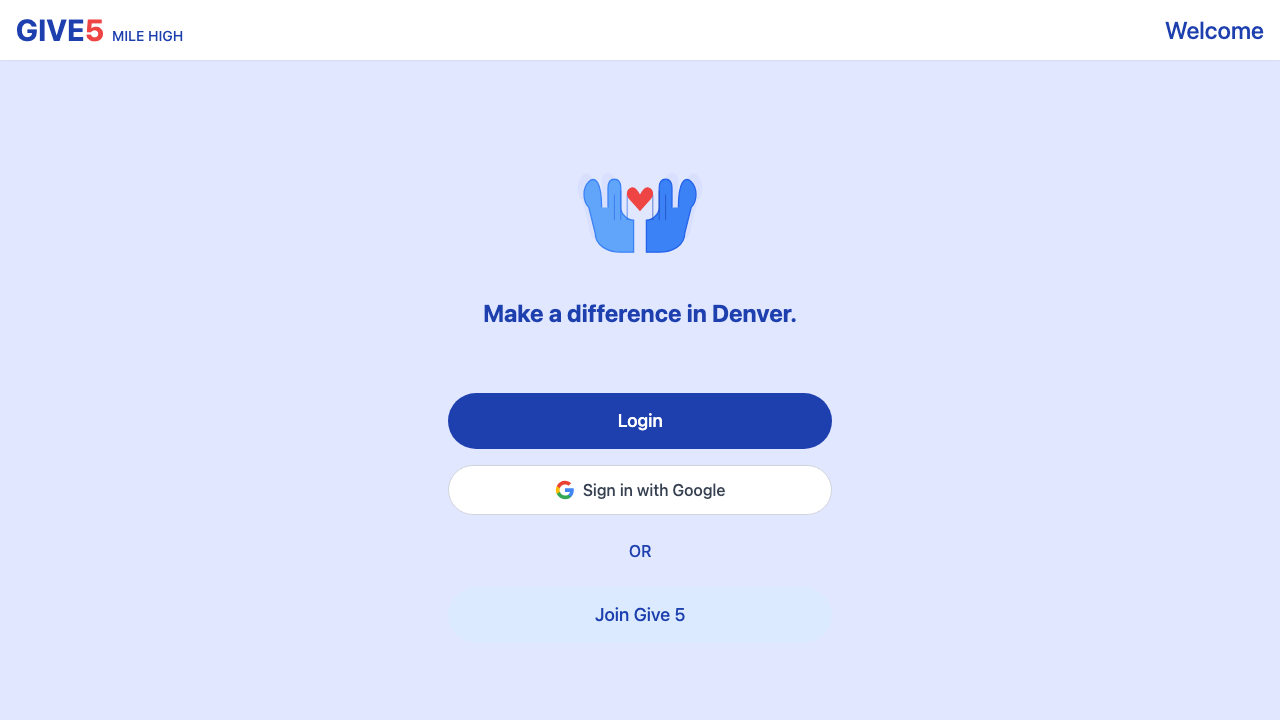 GIVE5 MILE HIGH
Welcome
Make a difference in Denver.
Login
Sign in with Google
OR
Join Give 5